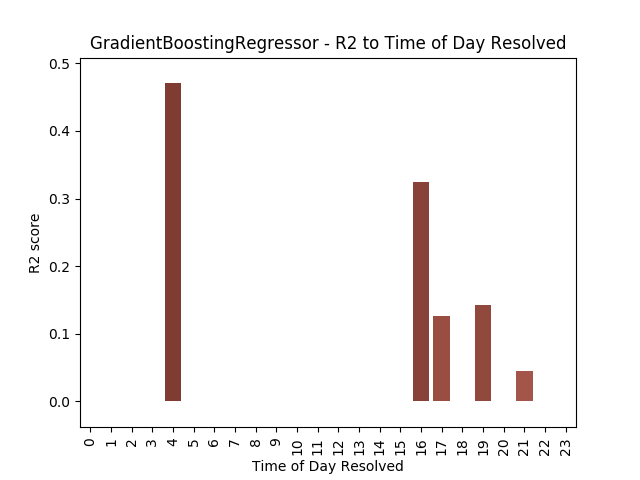 GradientBoostingRegressor - R2 to Time of Day Resolved
0.5
0.4
0.3
0.2
0.1
0.0
R2 score
0 1 2 3 4 5 6 7 8 9 10 11 12 13 14 15 16 17 18 19 20 21 22 23
Time of Day Resolved